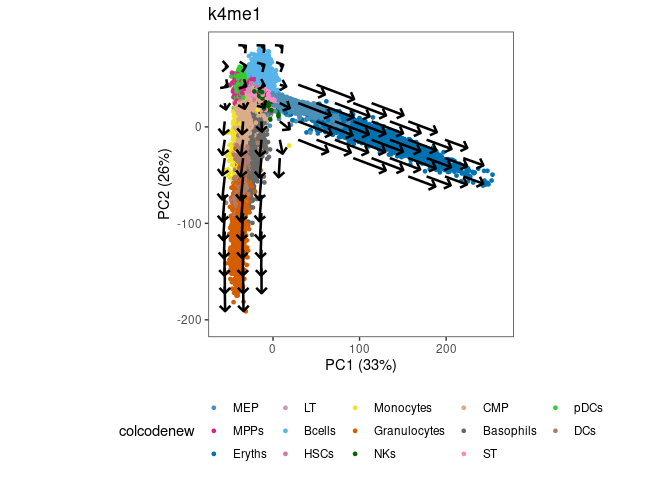 k4me1
PC2 (26%)
0
-100
-200
0 100 200
PC1 (33%)
colcodenew
MEP LT Monocytes CMP pDCs
MPPs Bcells Granulocytes Basophils DCs
Eryths HSCs NKs ST